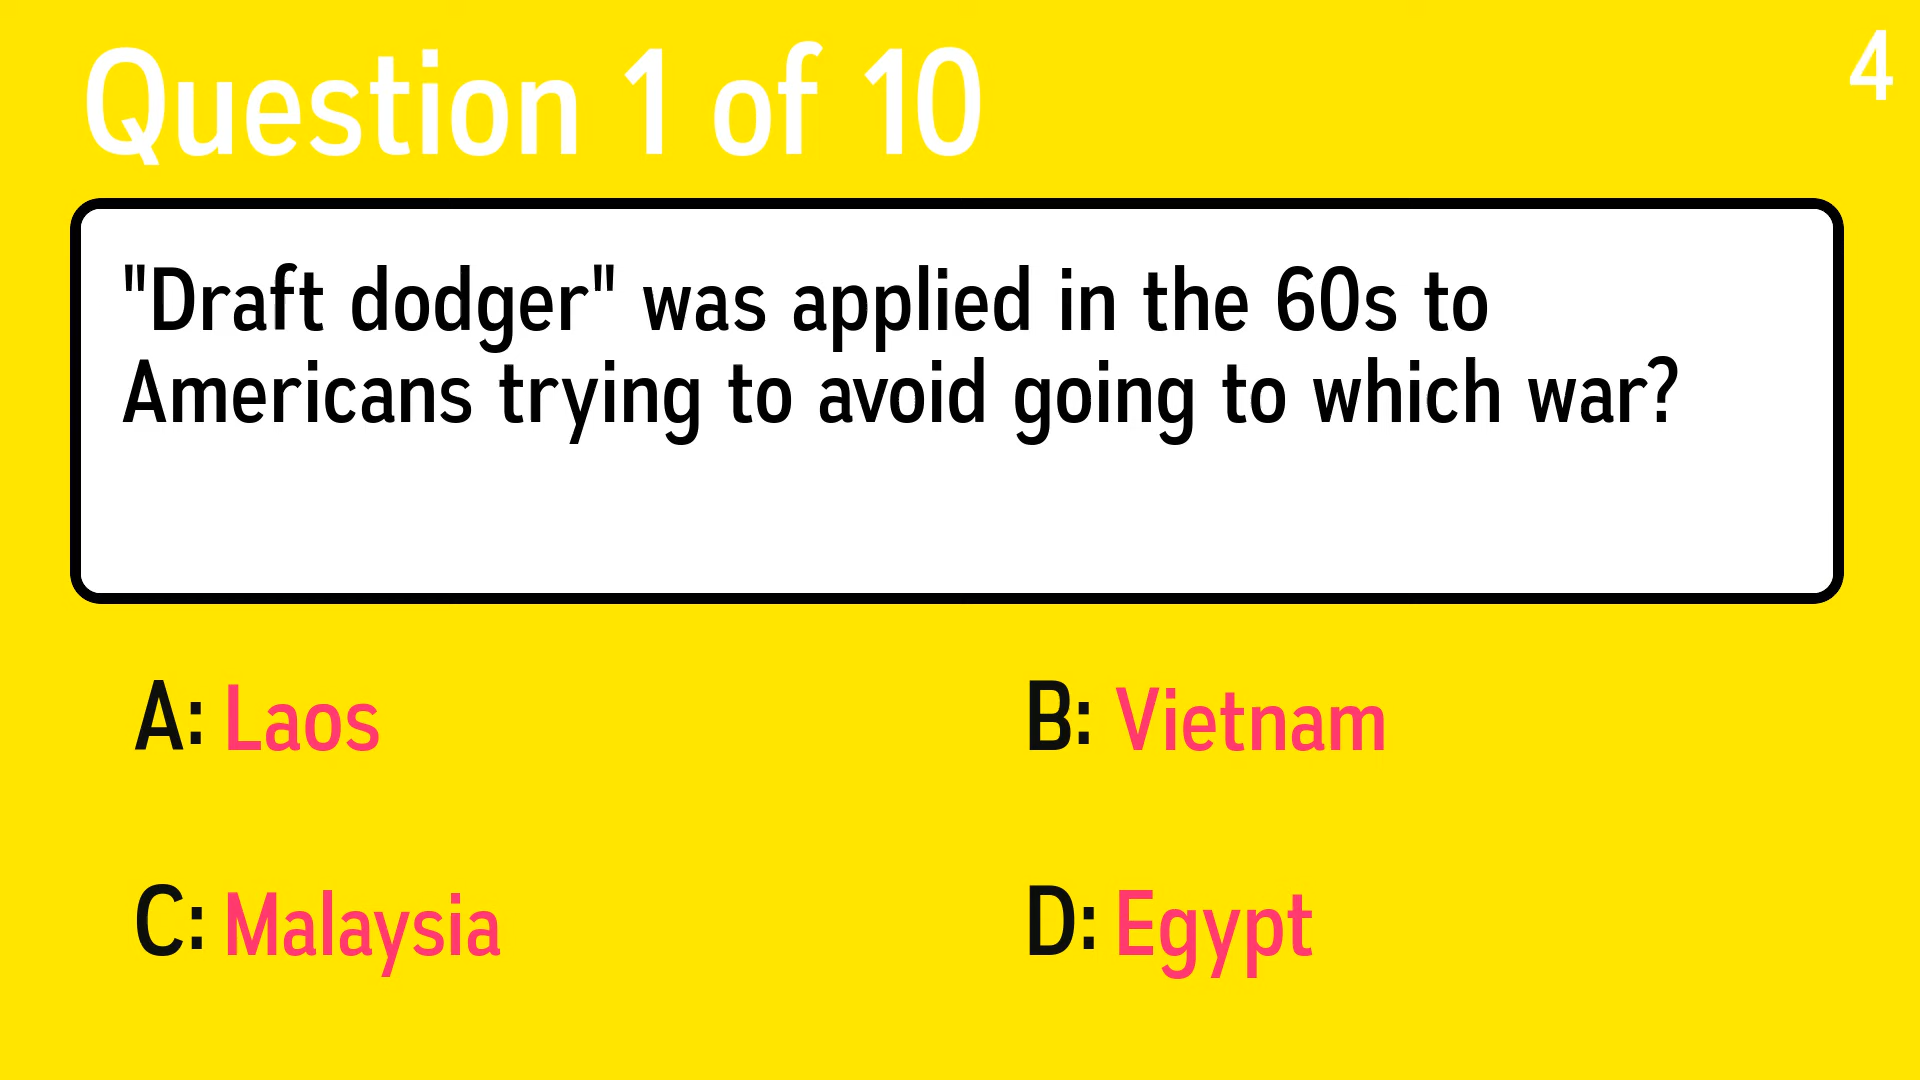 Question 1 of 10
4
"Draft dodger" was applied in the 60s to
Americans trying to avoid going to which war?
A: Laos
B: Vietnam
C: Malaysia
D: Egypt